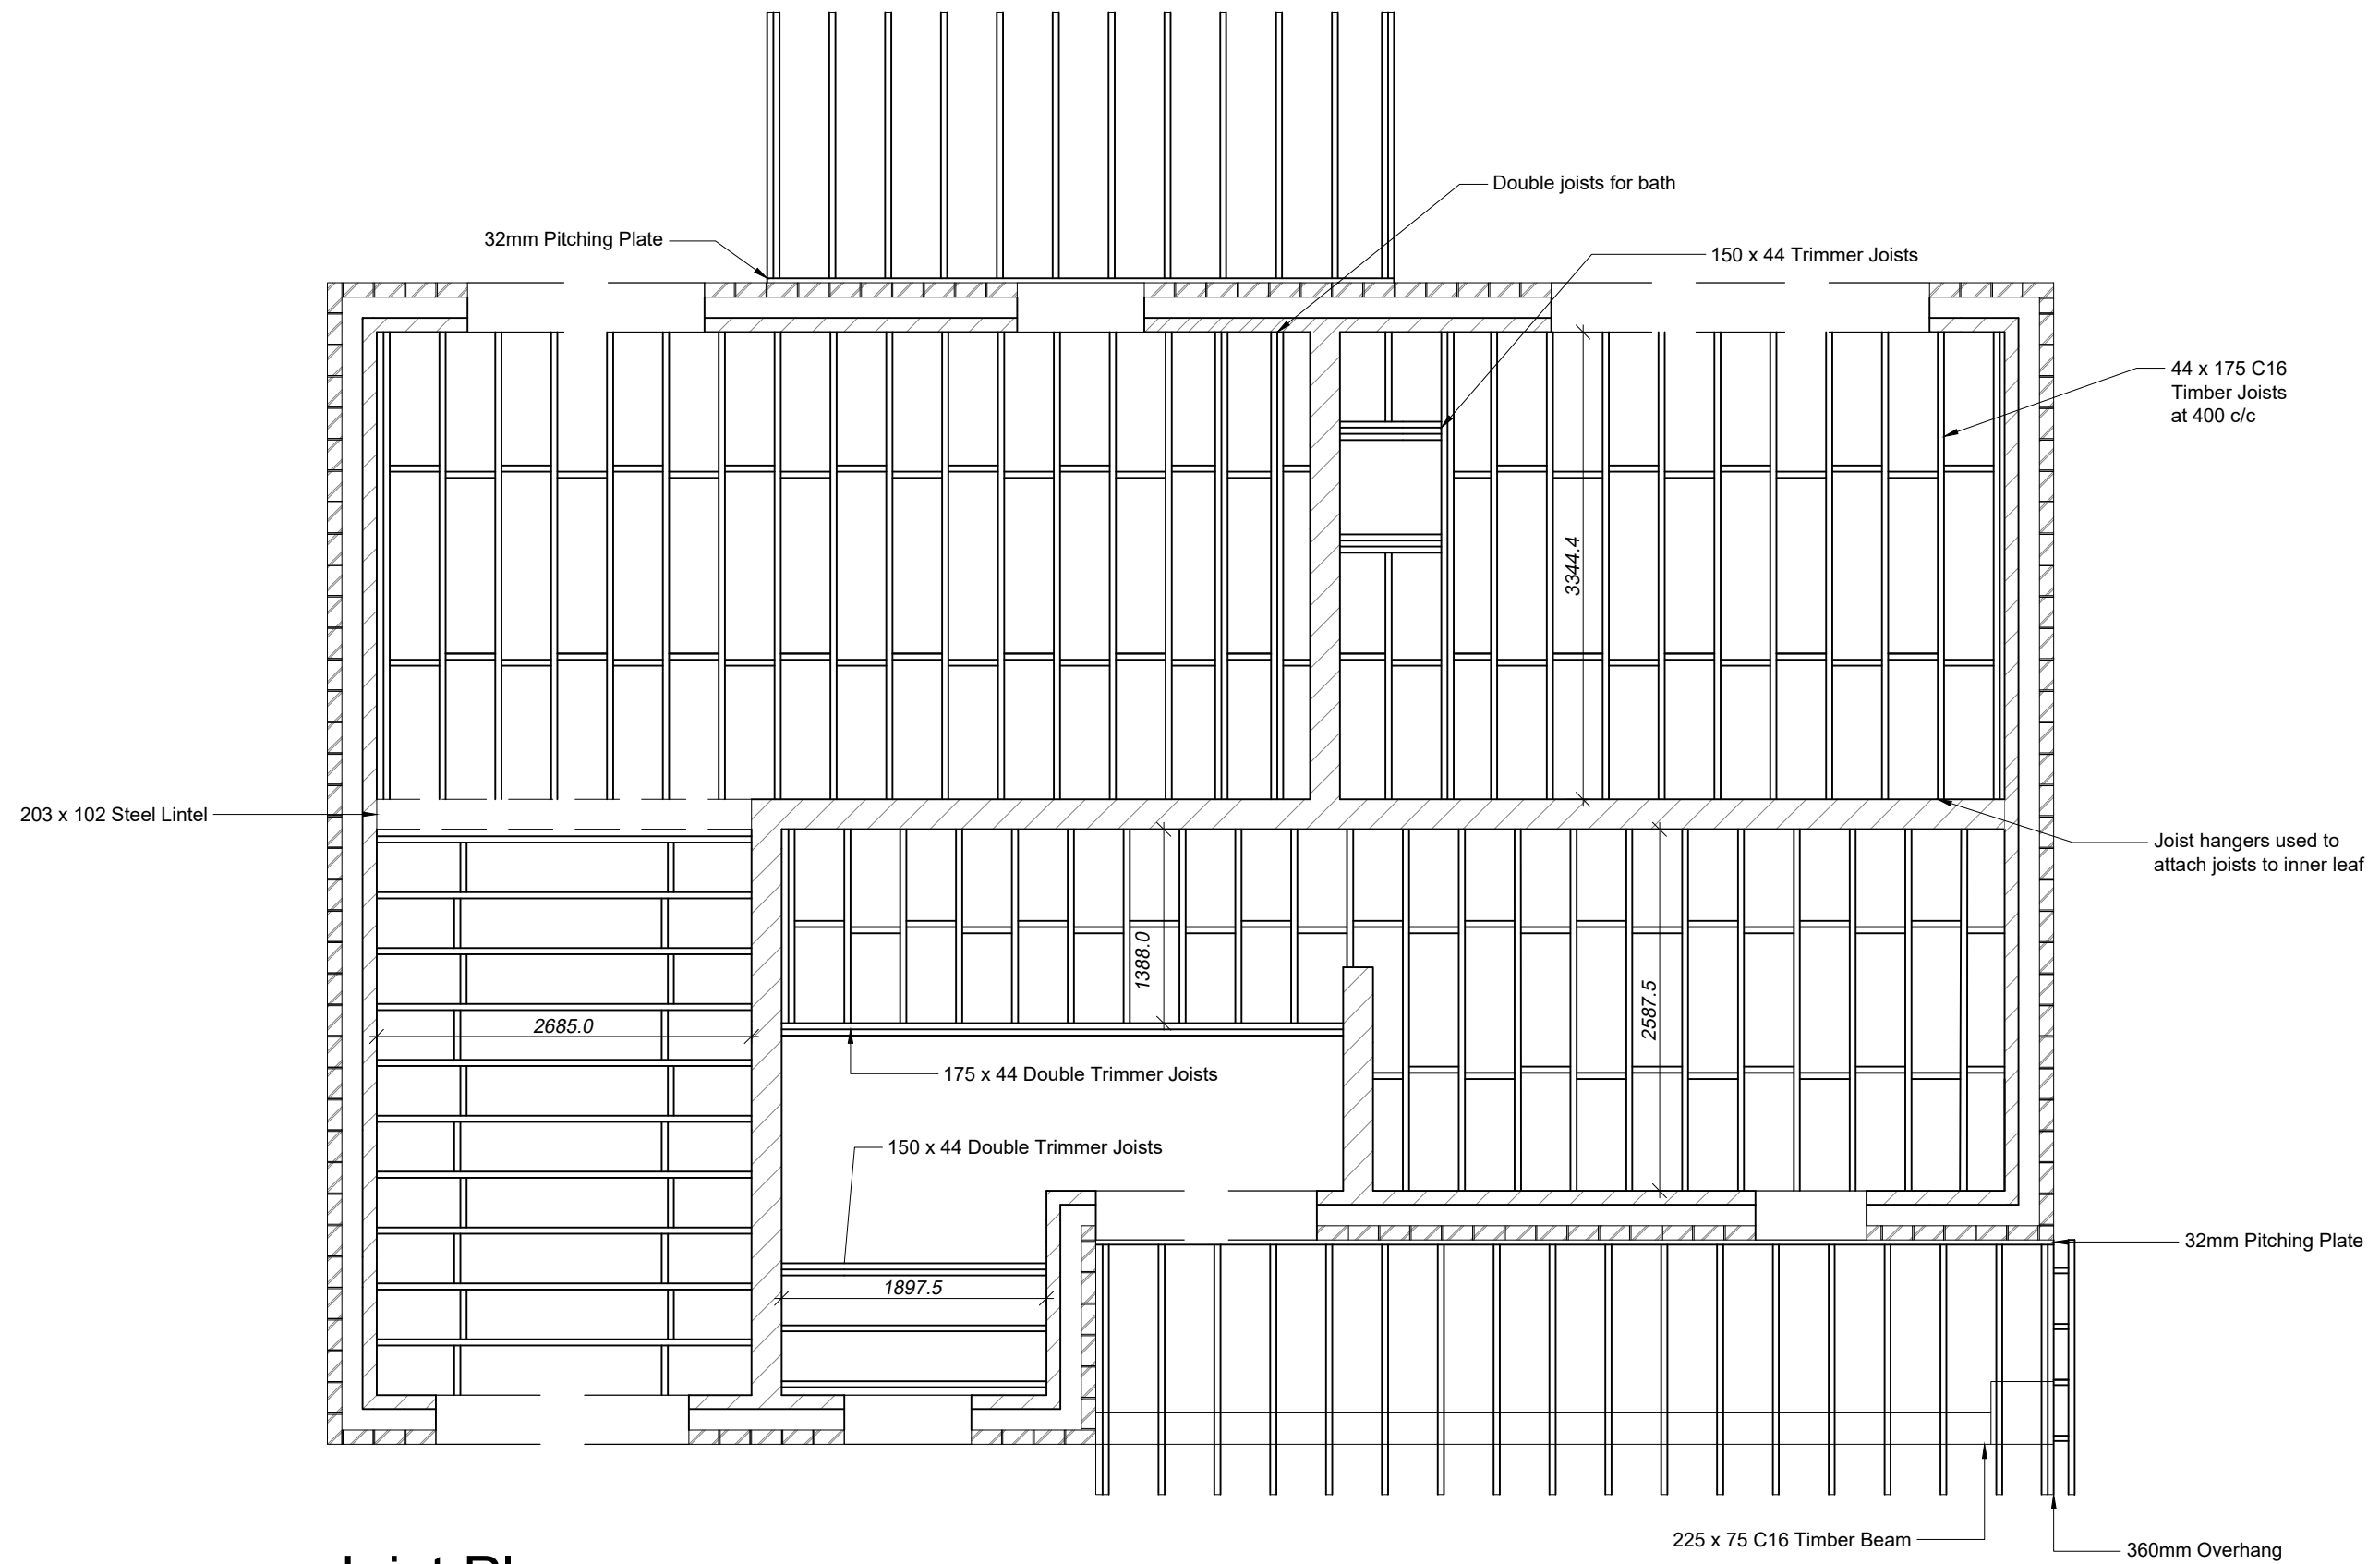 Double joists for bath
32mm Pitching Plate
150 x 44 Trimmer Joists
44 x 175 C16
Timber Joists
at 400 c/c
3344.4
203 x 102 Steel Lintel
Joist hangers used to
attach joists to inner leaf
1388.0
2587.5
2685.0
175 x 44 Double Trimmer Joists
150 x 44 Double Trimmer Joists
32mm Pitching Plate
1897.5
225 x 75 C16 Timber Beam
360mm Overhang